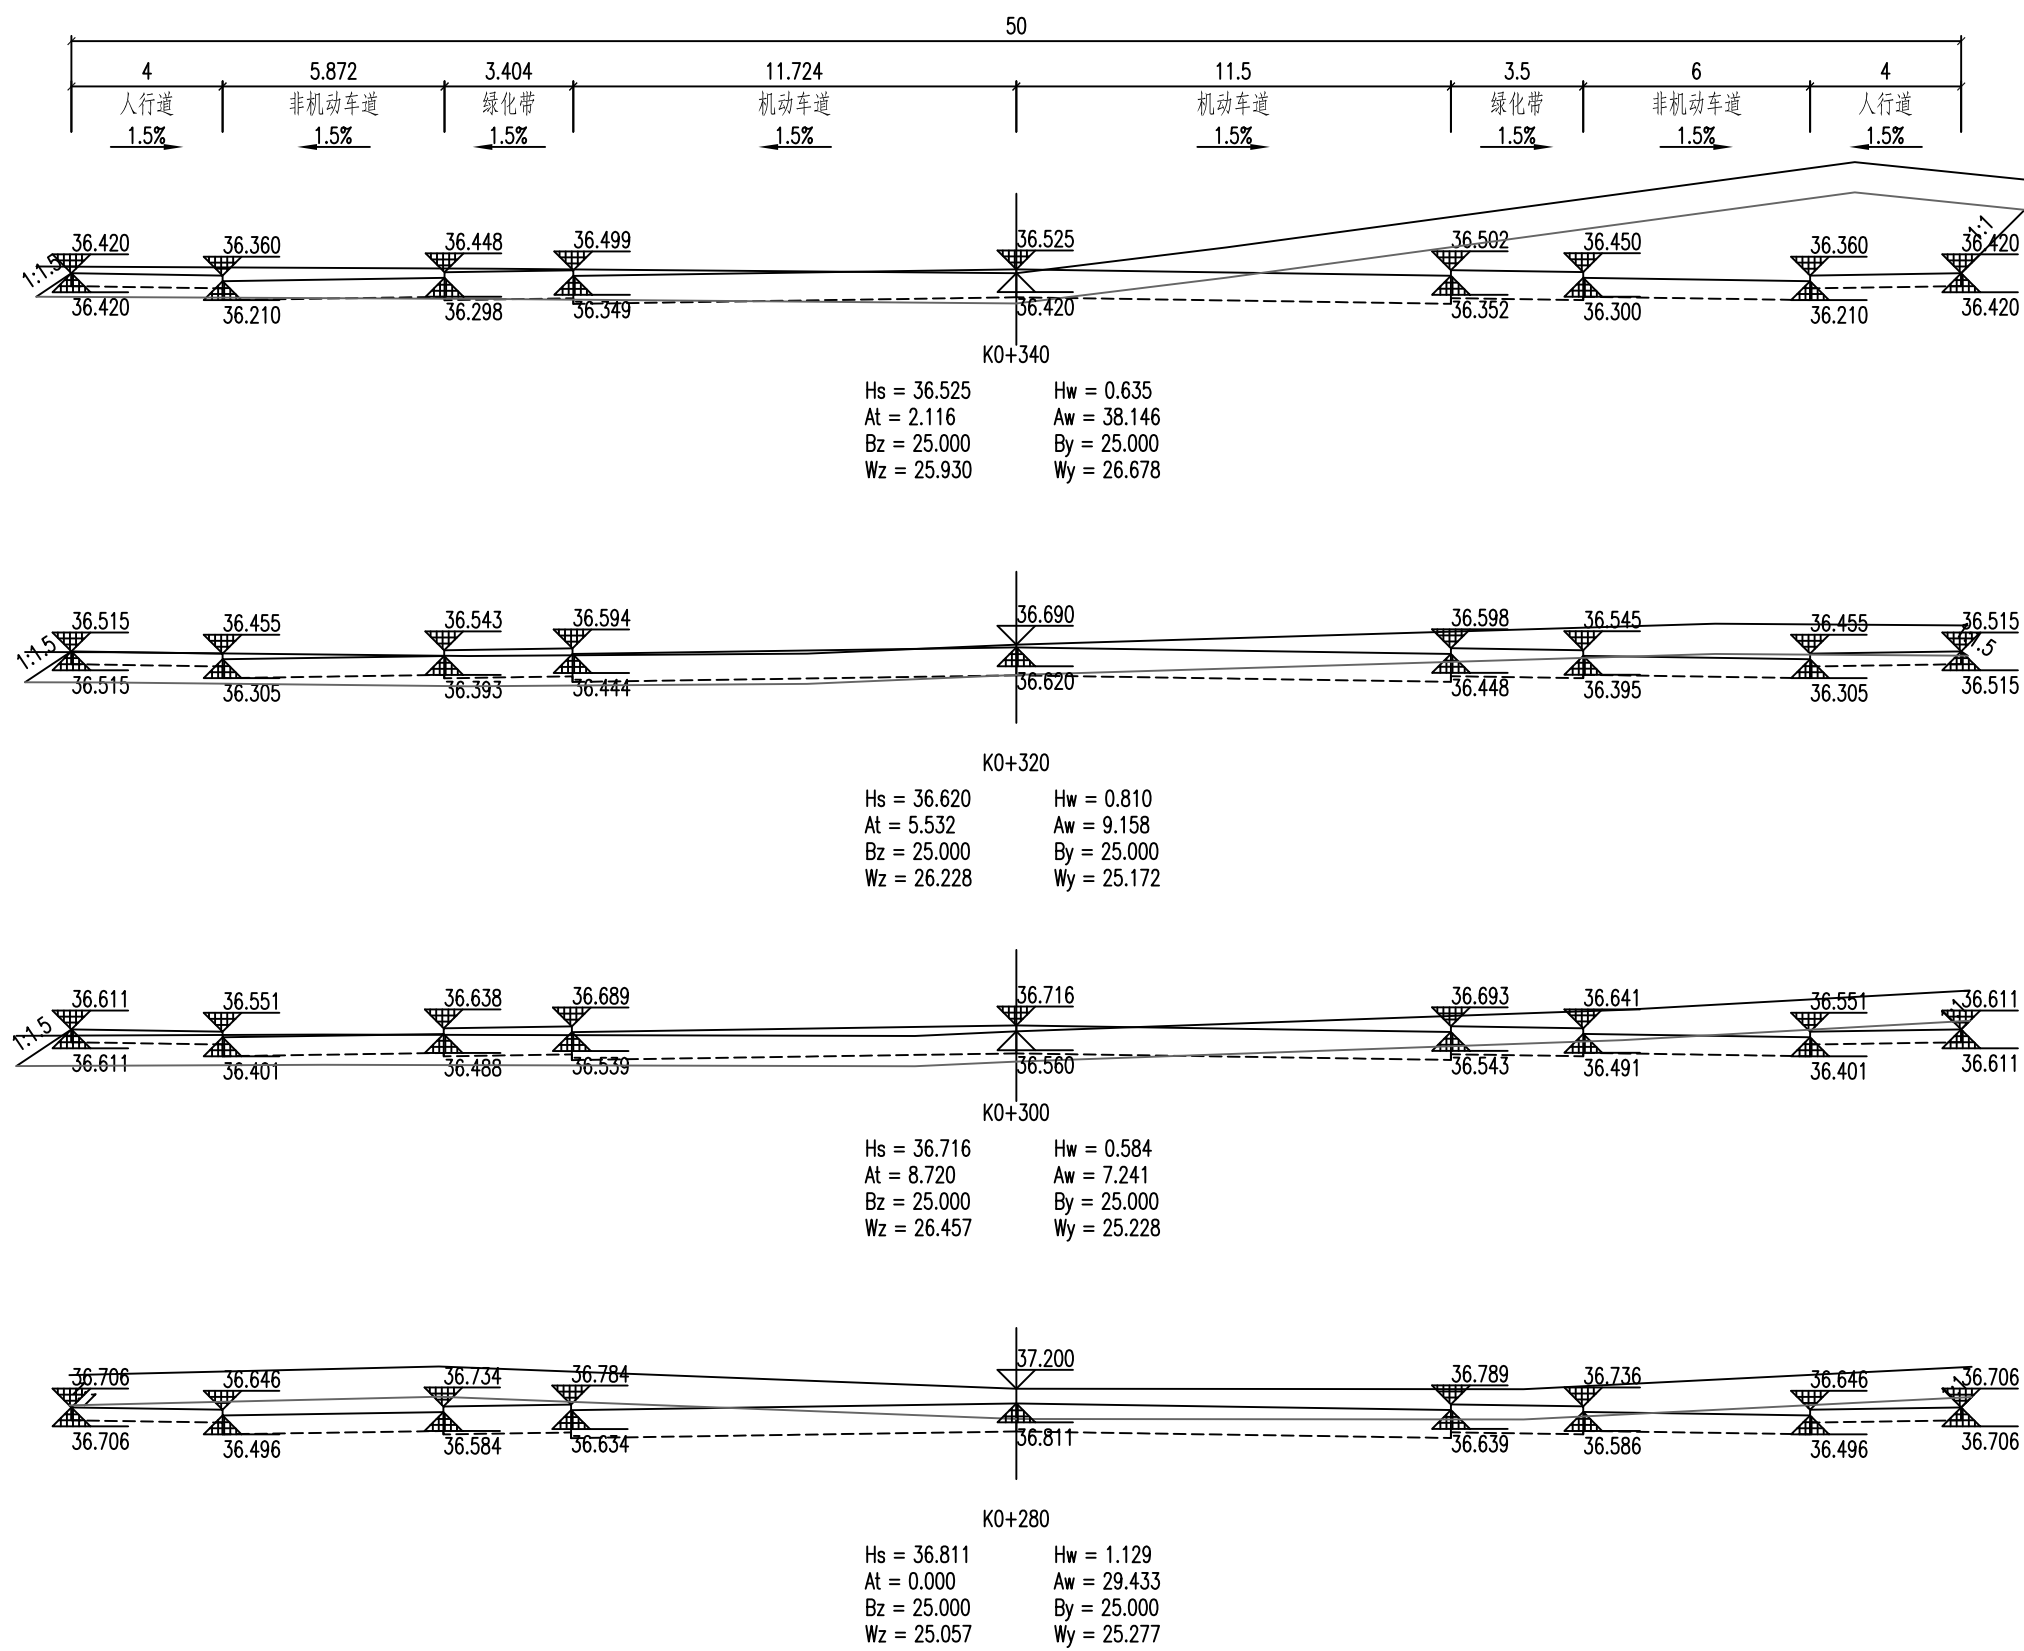 50
4 5.872 3.404 11.724 11.5 3.5 6 4
人行道 非机动车道 绿化带 机动车道 机动车道 绿化带 非机动车道 人行道
1.5% 1.5% 1.5% 1.5% 1.5% 1.5% 1.5% 1.5%
1:1
36.420 36.360 36.448 36.499 36.525 36.502 36.450 36.360 36.420
1:1.5
36.420 36.210 36.298 36.349 36.420 36.352 36.300 36.210 36.420
K0+340
Hs = 36.525 Hw = 0.635
At = 2.116 Aw = 38.146
Bz = 25.000 By = 25.000
Wz = 25.930 Wy = 26.678
36.515 36.455 36.543 36.594 36.690 36.598 36.545 36.455 36.515
1:1.5
36.515 36.305 36.393 36.444 36.620 36.448 36.395 36.305 36.515
K0+320
Hs = 36.620 Hw = 0.810
At = 5.532 Aw = 9.158
Bz = 25.000 By = 25.000
Wz = 26.228 Wy = 25.172
36.611 36.551 36.638 36.689 36.716 36.693 36.641 36.551 36.611
1:1.5
36.611 36.401 36.488 36.539 36.560 36.543 36.491 36.401 36.611
K0+300
Hs = 36.716 Hw = 0.584
At = 8.720 Aw = 7.241
Bz = 25.000 By = 25.000
Wz = 26.457 Wy = 25.228
36.706 36.646 36.734 36.784 37.200 36.789 36.736 36.646 36.706
36.706 36.496 36.584 36.634 36.811 36.639 36.586 36.496 36.706
K0+280
Hs = 36.811 Hw = 1.129
At = 0.000 Aw = 29.433
Bz = 25.000 By = 25.000
Wz = 25.057 Wy = 25.277